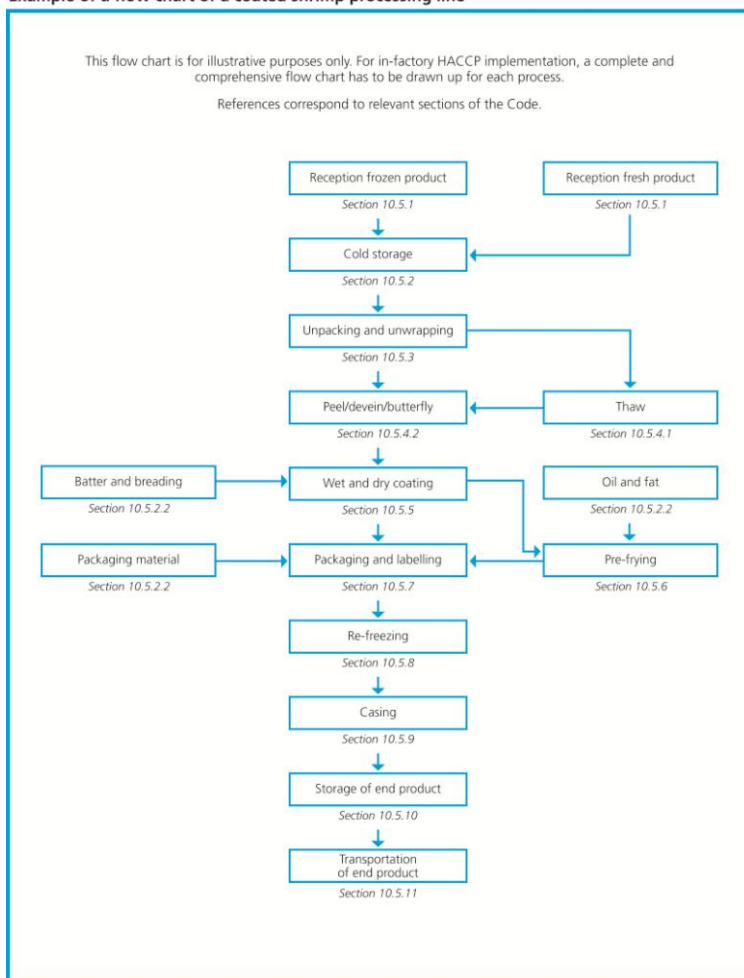 Example of a flow chart of a coated shrimp processing line
This flow chart is for illustrative purposes only. For in-factory HACCP implementation, a complete and
comprehensive flow chart has to be drawn up for each process.
References correspond to relevant sections of the Code.
Reception frozen product
Section 10.5.1
Reception fresh product
Section 10.5.1
Cold storage
Section 10.5.2
Unpacking and unwrapping
Section 10.5.3
Peel/devein/butterfly
Section 10.5.4.2
Thaw
Section 10.5.4.1
Batter and breading
Section 10.5.2.2
Wet and dry coating
Section 10.5.5
Oil and fat
Section 10.5.2.2
Packaging material
Section 10.5.2.2
Packaging and labelling
Section 10.5.7
Pre-frying
Section 10.5.6
Re-freezing
Section 10.5.8
Casing
Section 10.5.9
Storage of end product
Section 10.5.10
Transportation
of end product
Section 10.5.11